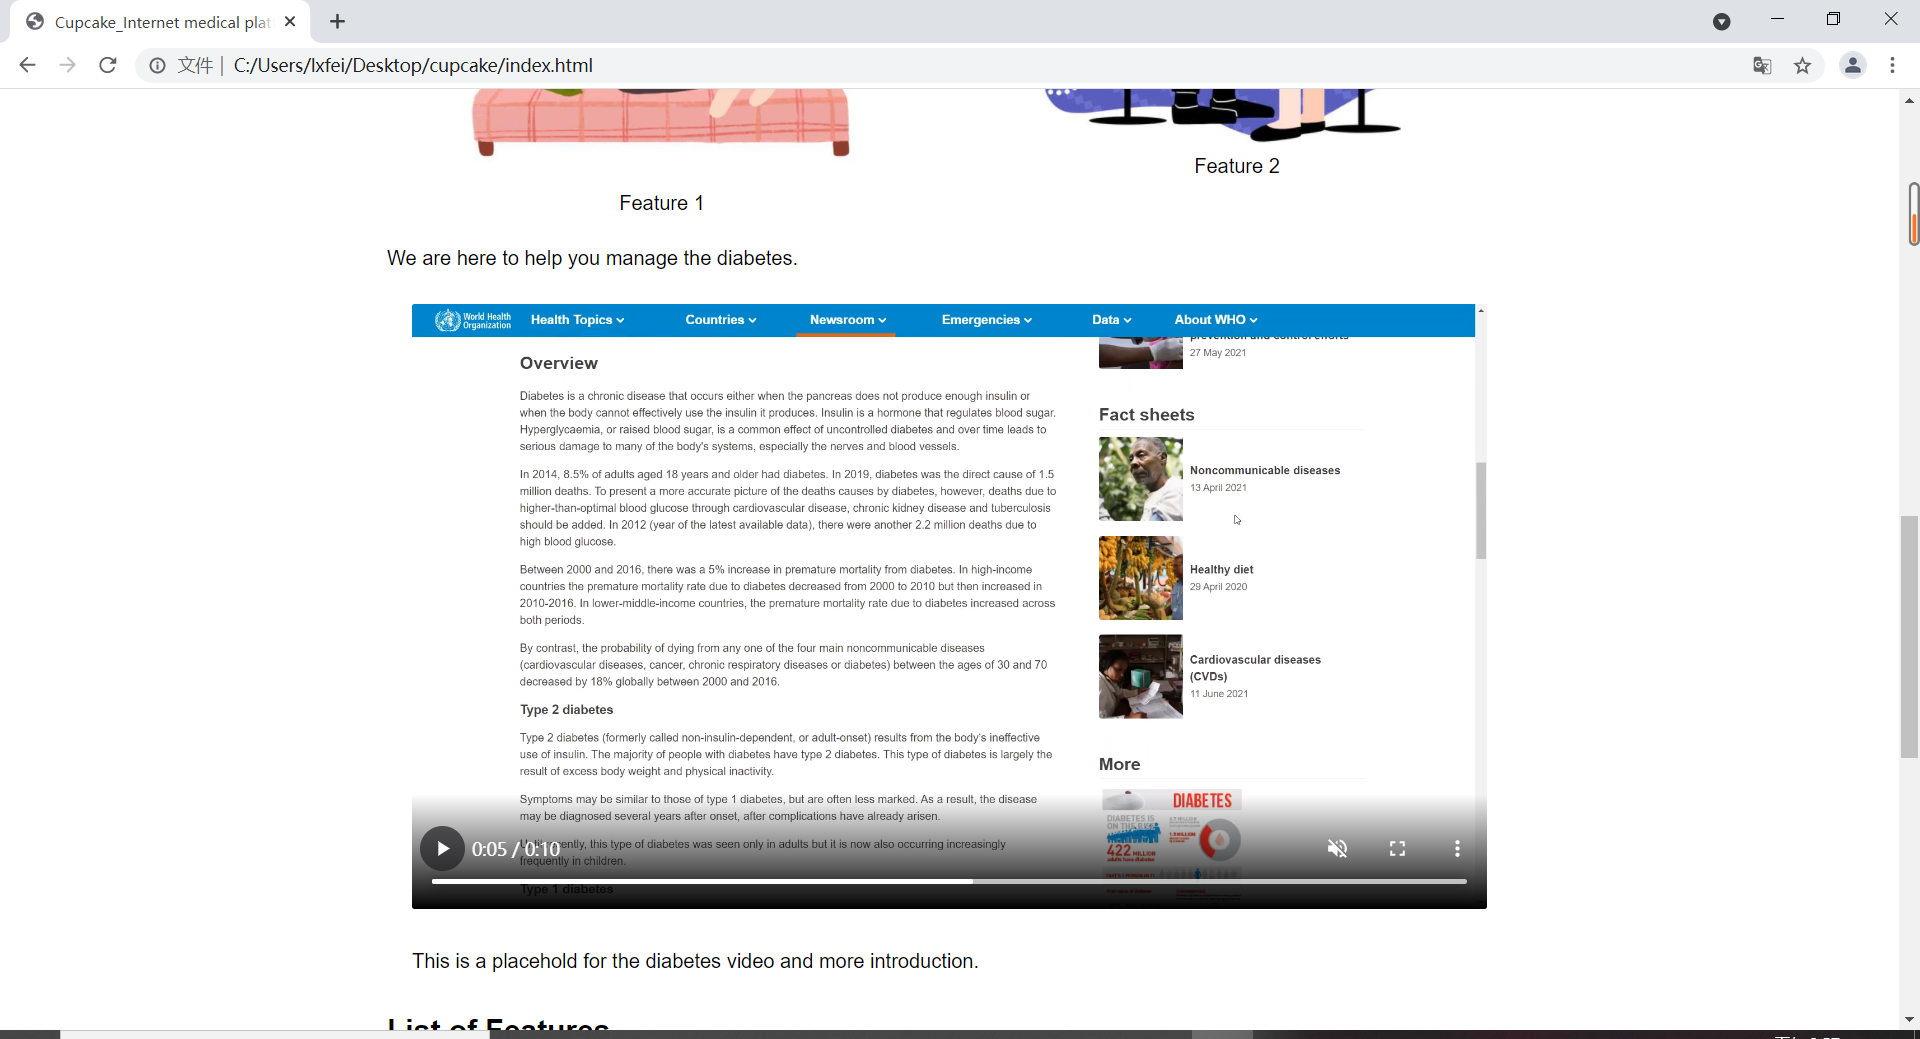 Cupcake_Internet medical plat
文件 | C:/Users/lxfei/Desktop/cupcake/index.html
Feature 2
Feature 1
We are here to help you manage the diabetes.
World Health
Organization
Health Topics
Countries
Newsroom
Emergencies
Data
About WHO
27 May 2021
Overview
Diabetes is a chronic disease that occurs either when the pancreas does not produce enough insulin or
when the body cannot effectively use the insulin it produces. Insulin is a hormone that regulates blood sugar.
Hyperglycaemia, or raised blood sugar, is a common effect of uncontrolled diabetes and over time leads to
serious damage to many of the body's systems, especially the nerves and blood vessels.
In 2014, 8.5% of adults aged 18 years and older had diabetes. In 2019, diabetes was the direct cause of 1.5
million deaths. To present a more accurate picture of the deaths causes by diabetes, however, deaths due to
higher-than-optimal blood glucose through cardiovascular disease, chronic kidney disease and tuberculosis
should be added. In 2012 (year of the latest available data), there were another 2.2 million deaths due to
high blood glucose.
Between 2000 and 2016, there was a 5% increase in premature mortality from diabetes. In high-income
countries the premature mortality rate due to diabetes decreased from 2000 to 2010 but then increased in
2010-2016. In lower-middle-income countries, the premature mortality rate due to diabetes increased across
both periods.
By contrast, the probability of dying from any one of the four main noncommunicable diseases
(cardiovascular diseases, cancer, chronic respiratory diseases or diabetes) between the ages of 30 and 70
decreased by 18% globally between 2000 and 2016.
Type 2 diabetes
Type 2 diabetes (formerly called non-insulin-dependent, or adult-onset) results from the body's ineffective
use of insulin. The majority of people with diabetes have type 2 diabetes. This type of diabetes is largely the
result of excess body weight and physical inactivity.
Symptoms may be similar to those of type 1 diabetes, but are often less marked. As a result, the disease
may be diagnosed several years after onset, after complications have already arisen.
Until recently, this type of diabetes was seen only in adults but it is now also occurring increasingly
frequently in children.
Type 1 diabetes
0:05 / 0:10
Fact sheets
Noncommunicable diseases
13 April 2021
Healthy diet
29 April 2020
Cardiovascular diseases
(CVDs)
11 June 2021
More
DIABETES
DIABETES IS
ON THE RISE
422 MILLION
adults have diabetes
This is a placehold for the diabetes video and more introduction.
List of Features